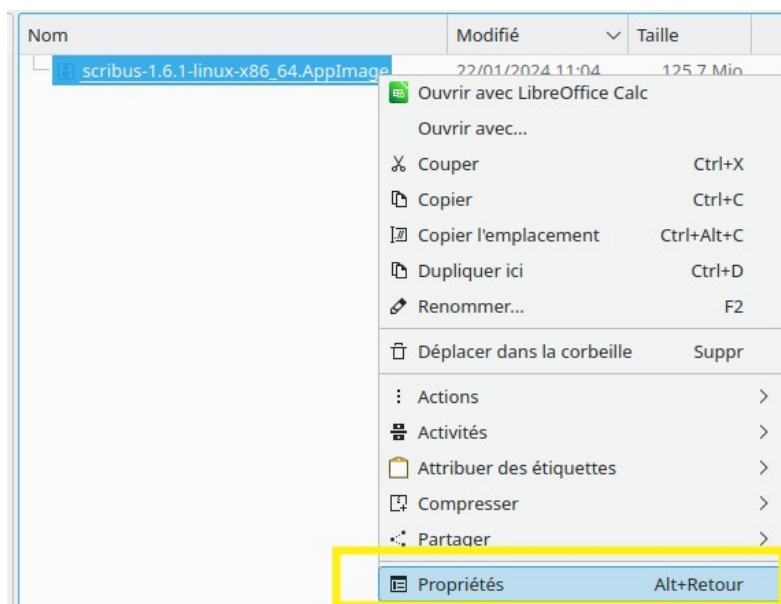 Nom Modifié Taille
scribus-1.6.1-linux-x86_64.AppImage 22/01/2024 11:04 125,7 Mio
Ouvrir avec LibreOffice Calc
Ouvrir avec...
Couper Ctrl+X
Copier Ctrl+C
Copier l'emplacement Ctrl+Alt+C
Dupliquer ici Ctrl+D
Renommer... F2
Déplacer dans la corbeille Suppr
Actions
Activités
Attribuer des étiquettes
Compresser
Partager
Propriétés Alt+Retour